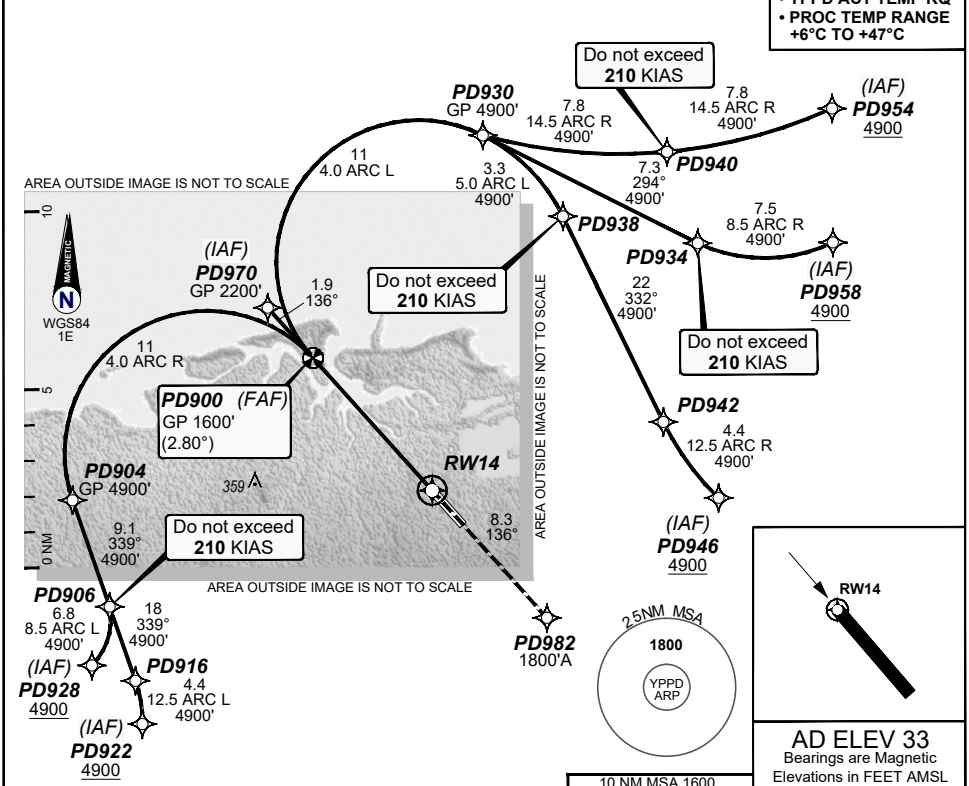 • PROC TEMP RANGE
+6°C TO +47°C
Do not exceed
210 KIAS
PD930
GP 4900'
7.8
14.5 ARC R
4900'
7.8
14.5 ARC R
4900'
(IAF)
PD954
4900
PD940
11
4.0 ARC L
3.3
5.0 ARC L
4900'
7.3
294°
4900'
AREA OUTSIDE IMAGE IS NOT TO SCALE
10
5
0 NM
MAGNETIC
N
WGS84
1E
(IAF)
PD970
GP 2200'
1.9
136°
PD938
7.5
8.5 ARC R
4900'
PD934
(IAF)
PD958
4900
Do not exceed
210 KIAS
22
332°
4900'
Do not exceed
210 KIAS
AREA OUTSIDE IMAGE IS NOT TO SCALE
11
4.0 ARC R
PD900 (FAF)
GP 1600'
(2.80°)
PD942
4.4
12.5 ARC R
4900'
RW14
PD904
GP 4900'
359
8.3
136°
(IAF)
PD946
4900
9.1
339°
4900'
Do not exceed
210 KIAS
AREA OUTSIDE IMAGE IS NOT TO SCALE
PD906
6.8
8.5 ARC L
4900'
18
339°
4900'
(IAF)
PD928
4900
PD916
4.4
12.5 ARC L
4900'
(IAF)
PD922
4900
PD982
1800'A
25NM MSA
1800
YPPD
ARP
RW14
AD ELEV 33
Bearings are Magnetic
Elevations in FEET AMSL
10 NM MSA 1600